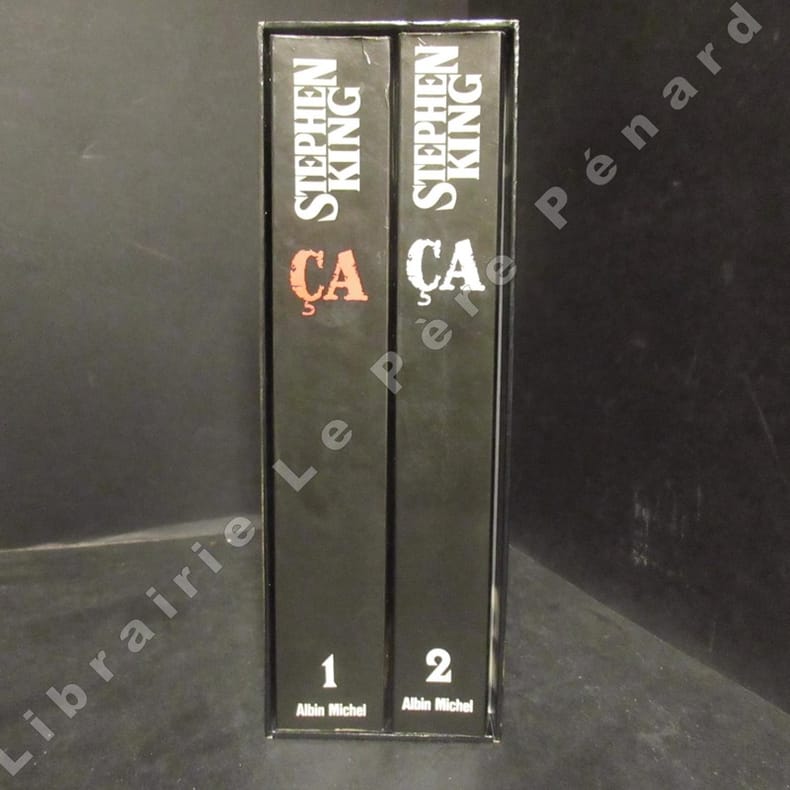 STEPHEN
KING
ÇA
1
Albin Michel
STEPHEN
KING
ÇA
2
Albin Michel
Librairie Le Père Pénard